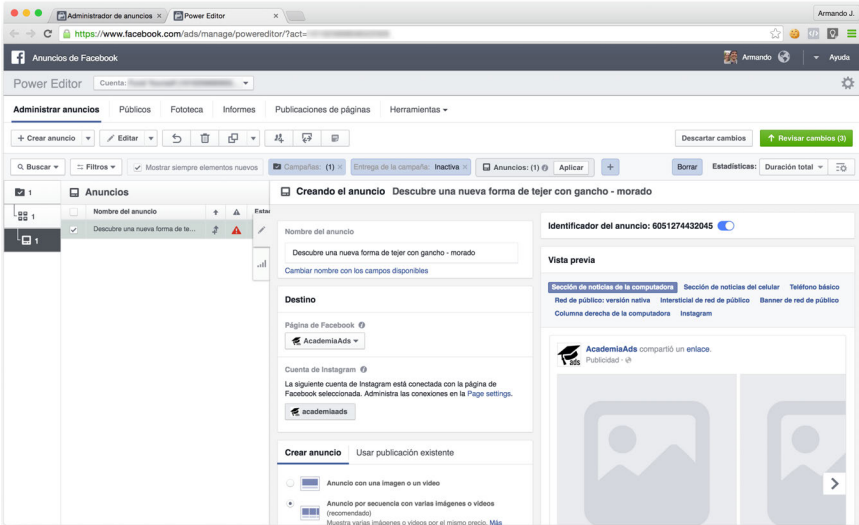 Administrador de anuncios
Power Editor
Armando J.
https://www.facebook.com/ads/manage/powereditor/?act=
Anuncios de Facebook
Armando
Ayuda
Power Editor
Cuenta:
Administrar anuncios
Públicos
Fototeca
Informes
Publicaciones de páginas
Herramientas
+ Crear anuncio
Editar
Descartar cambios
Revisar cambios (3)
Buscar
Filtros
Mostrar siempre elementos nuevos
Campañas: (1) ×
Entrega de la campaña: Inactiva ×
Anuncios: (1)
Aplicar
+
Borrar
Estadísticas:
Duración total
1
1
1
Anuncios
Nombre del anuncio
Estad
Descubre una nueva forma de te...
Creando el anuncio Descubre una nueva forma de tejer con gancho - morado
Nombre del anuncio
Descubre una nueva forma de tejer con gancho - morado
Cambiar nombre con los campos disponibles
Destino
Página de Facebook
AcademiaAds
Cuenta de Instagram
La siguiente cuenta de Instagram está conectada con la página de
Facebook seleccionada. Administra las conexiones en la Page settings.
academiaads
Crear anuncio
Usar publicación existente
Anuncio con una imagen o un video
Anuncio por secuencia con varias imágenes o videos
(recomendado)
Muestra varias imágenes o videos por el mismo precio. Más
Identificador del anuncio: 6051274432045
Vista previa
Sección de noticias de la computadora
Sección de noticias del celular
Teléfono básico
Red de público: versión nativa
Intersticial de red de público
Banner de red de público
Columna derecha de la computadora
Instagram
AcademiaAds compartió un enlace.
Publicidad
ads